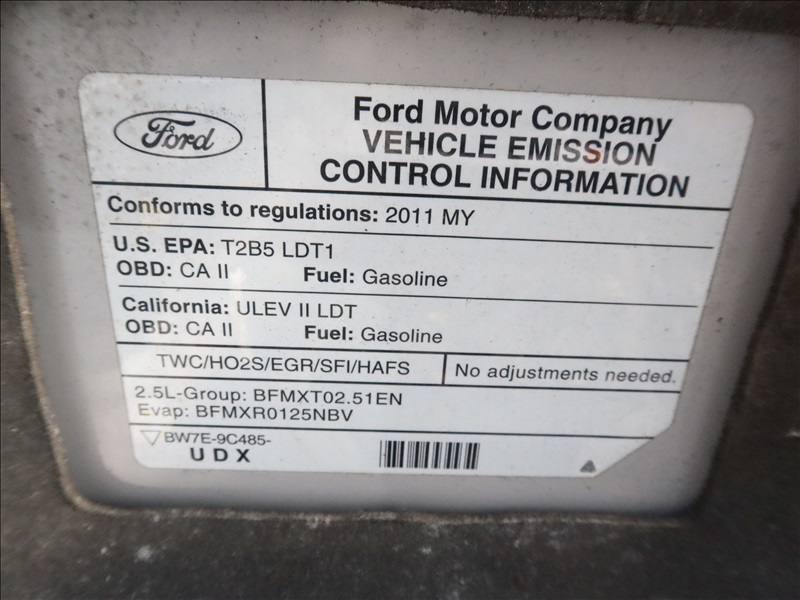 Ford
Ford Motor Company
VEHICLE EMISSION
CONTROL INFORMATION
Conforms to regulations: 2011 MY
U.S. EPA: T2B5 LDT1
OBD: CA II Fuel: Gasoline
California: ULEV II LDT
OBD: CA II Fuel: Gasoline
TWC/HO2S/EGR/SFI/HAFS
No adjustments needed.
2.5L-Group: BFMXT02.51EN
Evap: BFMXR0125NBV
BW7E-9C485-
UDX